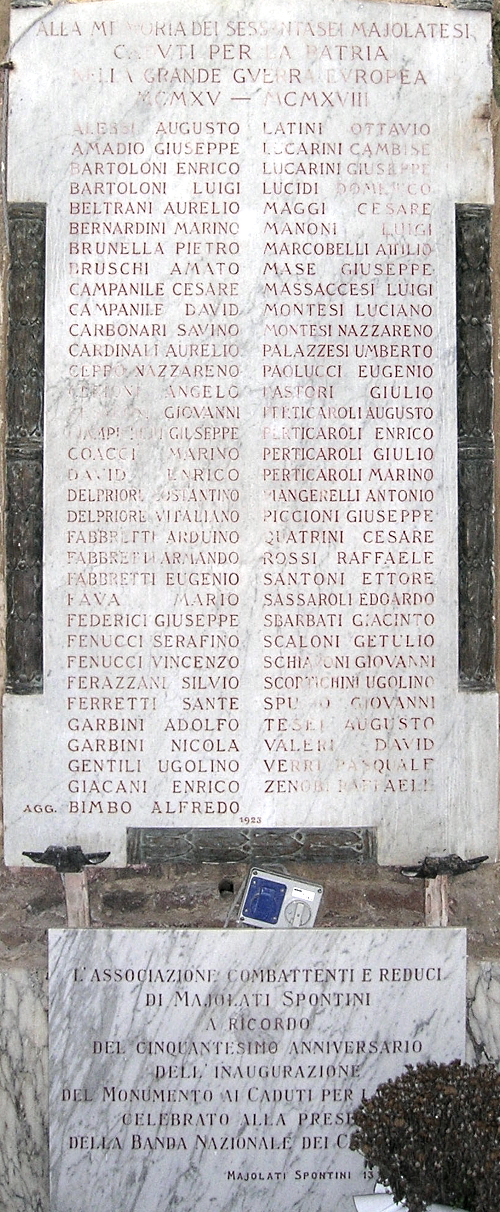 ALLA MEMORIA DEI SESSANTASEI MAJOLATESI
CADVTI PER LA PATRIA
NELLA GRANDE GVERRA EVROPEA
MCMXV — MCMXVIII
ALESSI AUGUSTO
AMADIO GIUSEPPE
BARTOLONI ENRICO
BARTOLONI LUIGI
BELTRANI AURELIO
BERNARDINI MARINO
BRUNELLA PIETRO
BRUSCHI AMATO
CAMPANILE CESARE
CAMPANILE DAVID
CARBONARI SAVINO
CARDINALI AURELIO
CEPPO NAZZARENO
ANGELO
GIOVANNI
GIUSEPPE
COACCI MARINO
DAVID ENRICO
DELPRIORE COSTANTINO
DELPRIORE VITALIANO
FABBRETTI ARDUINO
FABBRETTI ARMANDO
FABBRETTI EUGENIO
FAVA MARIO
FEDERICI GIUSEPPE
FENUCCI SERAFINO
FENUCCI VINCENZO
FERAZZANI SILVIO
FERRETTI SANTE
GARBINI ADOLFO
GARBINI NICOLA
GENTILI UGOLINO
GIACANI ENRICO
AGG. BIMBO ALFREDO
LATINI OTTAVIO
LUCARINI CAMBISE
LUCARINI GIUSEPPE
LUCIDI DOMENICO
MAGGI CESARE
MANONI LUIGI
MARCOBELLI ATTILIO
MASE GIUSEPPE
MASSACCESI LUIGI
MONTESI LUCIANO
MONTESI NAZZARENO
PALAZZESI UMBERTO
PAOLUCCI EUGENIO
PASTORI GIULIO
PERTICAROLI AUGUSTO
PERTICAROLI ENRICO
PERTICAROLI GIULIO
PERTICAROLI MARINO
PIANGERELLI ANTONIO
PICCIONI GIUSEPPE
QUATRINI CESARE
ROSSI RAFFAELE
SANTONI ETTORE
SASSAROLI EDOARDO
SBARBATI GIACINTO
SCALONI GETULIO
SCHIAVONI GIOVANNI
SCORTICHINI UGOLINO
GIOVANNI
TESEI AUGUSTO
VALERI DAVID
VERRI PASQUALE
ZENOBI RAFFAELE
1923
L'ASSOCIAZIONE COMBATTENTI E REDUCI
DI MAJOLATI SPONTINI
A RICORDO
DEL CINQUANTESIMO ANNIVERSARIO
DELL'INAUGURAZIONE
DEL MONUMENTO AI CADUTI PER
CELEBRATO ALLA
DELLA BANDA NAZIONALE DEI
MAJOLATI SPONTINI